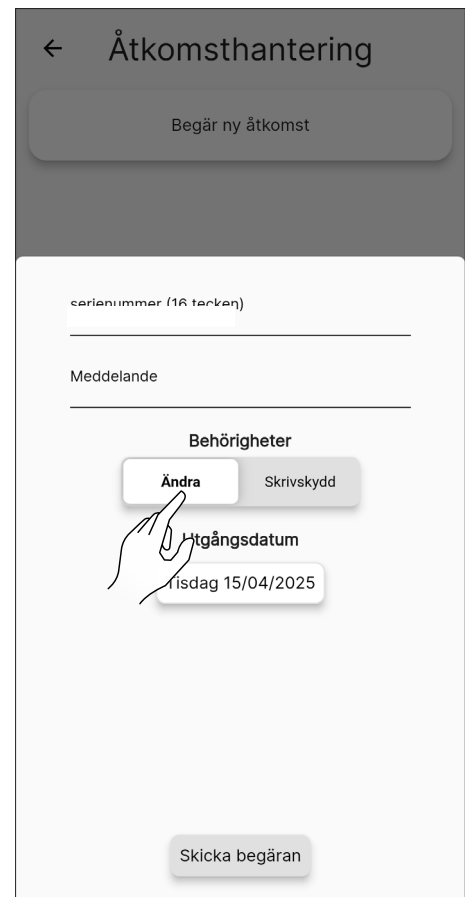 Åtkomsthantering
Begär ny åtkomst
serienummer (16 tecken)
Meddelande
Behörigheter
Ändra Skrivskydd
Utgångsdatum
Tisdag 15/04/2025
Skicka begäran